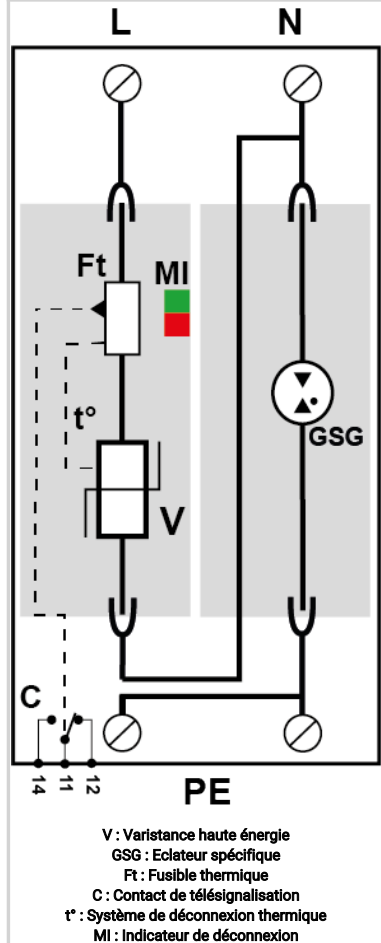 L N
Ft MI
t°
GSG
V
C
14 11 12
PE
V : Varistance haute énergie
GSG : Eclateur spécifique
Ft : Fusible thermique
C : Contact de télésignalisation
t° : Système de déconnexion thermique
MI : Indicateur de déconnexion